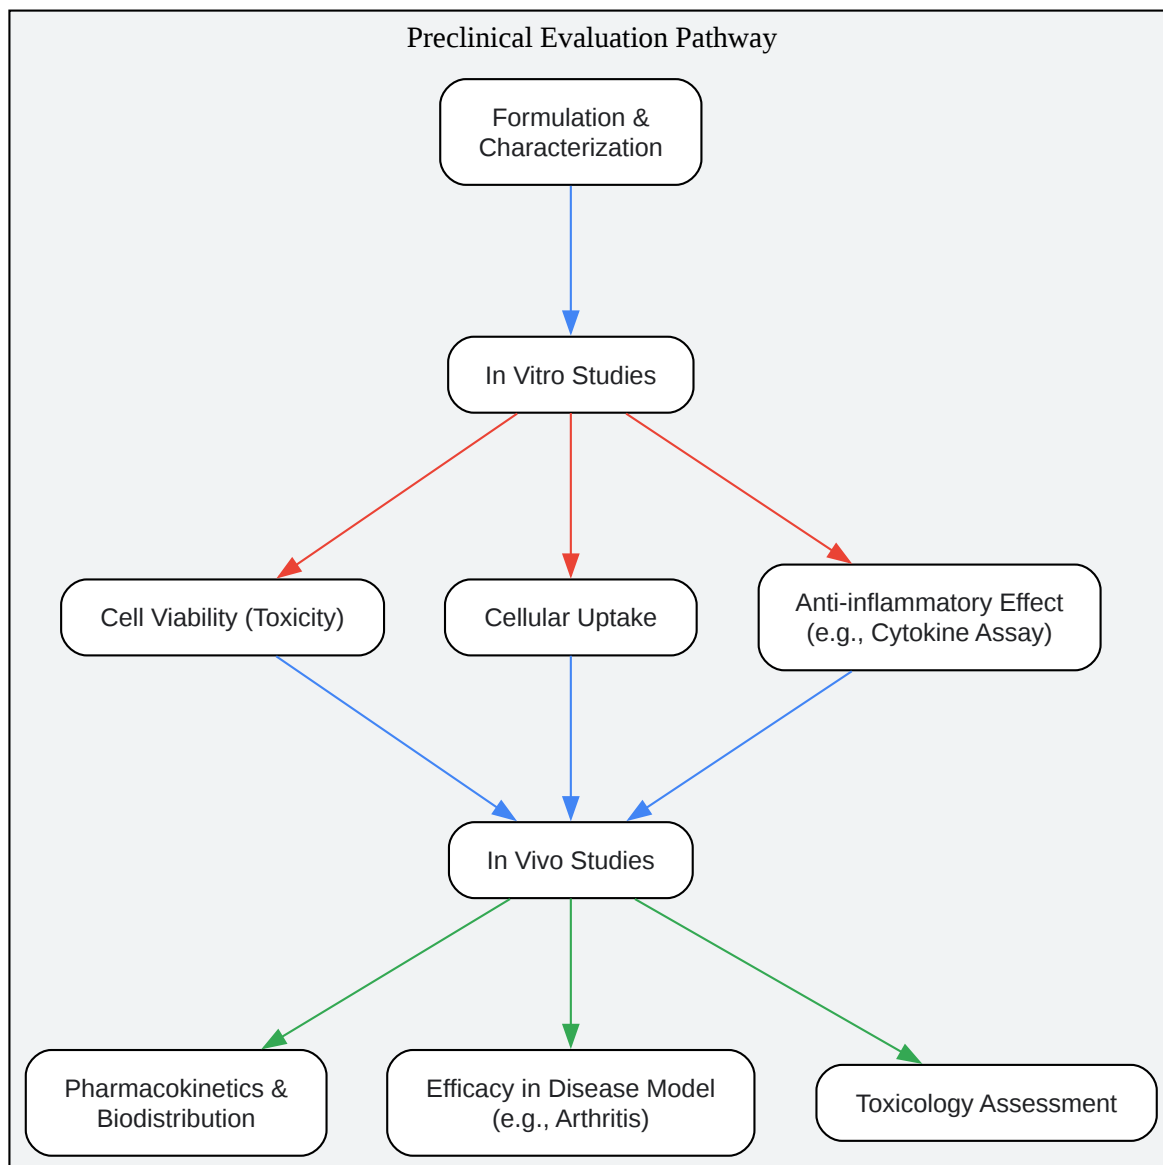 Preclinical Evaluation Pathway
Formulation &
Characterization
In Vitro Studies
Cell Viability (Toxicity)
Cellular Uptake
Anti-inflammatory Effect
(e.g., Cytokine Assay)
In Vivo Studies
Pharmacokinetics &
Biodistribution
Efficacy in Disease Model
(e.g., Arthritis)
Toxicology Assessment